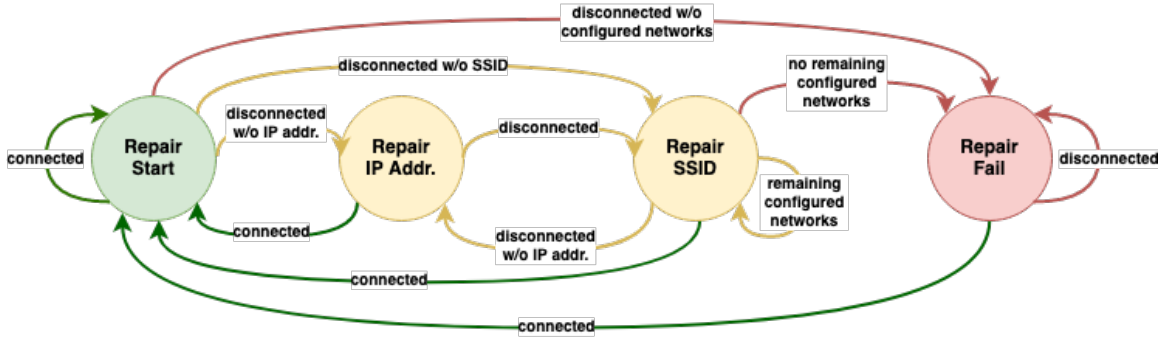 disconnected w/o
configured networks
disconnected w/o SSID
no remaining
configured
networks
disconnected
w/o IP addr.
disconnected
connected
Repair
Start
Repair
IP Addr.
Repair
SSID
Repair
Fail
disconnected
remaining
configured
networks
connected
disconnected
w/o IP addr.
connected
connected